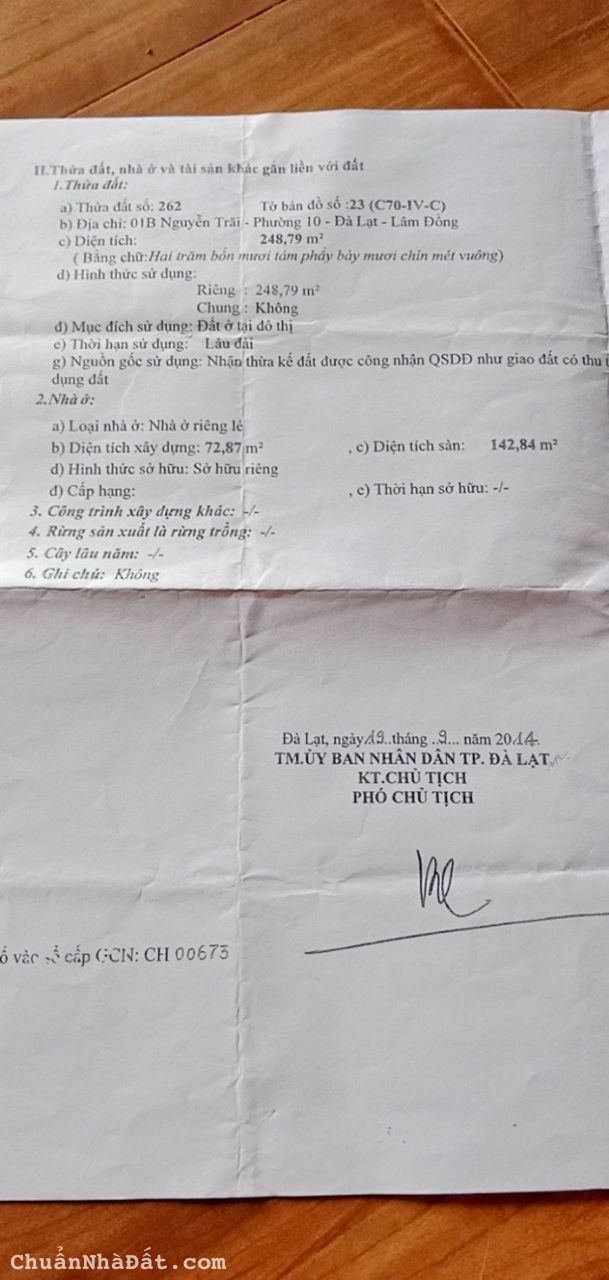 II.Thửa đất, nhà ở và tài sản khác gắn liền với đất
1.Thửa đất:
a) Thửa đất số: 262 Tờ bản đồ số :23 (C70-IV-C)
b) Địa chỉ: 01B Nguyễn Trãi - Phường 10 - Đà Lạt - Lâm Đồng
c) Diện tích: 248,79 m²
( Bằng chữ:Hai trăm bốn mươi tám phẩy bảy mươi chín mét vuông)
d) Hình thức sử dụng:
Riêng : 248,79 m²
Chung : Không
đ) Mục đích sử dụng: Đất ở tại đô thị
e) Thời hạn sử dụng: Lâu dài
g) Nguồn gốc sử dụng: Nhận thừa kế đất được công nhận QSDĐ như giao đất có thu
dụng đất
2.Nhà ở:
a) Loại nhà ở: Nhà ở riêng lẻ
b) Diện tích xây dựng: 72,87 m² , c) Diện tích sàn: 142,84 m²
d) Hình thức sở hữu: Sở hữu riêng
đ) Cấp hạng: , e) Thời hạn sở hữu: -/-
3. Công trình xây dựng khác: -/-
4. Rừng sản xuất là rừng trồng: -/-
5. Cây lâu năm: -/-
6. Ghi chú: Không
Đà Lạt, ngày 19..tháng ..9... năm 2014
TM.ỦY BAN NHÂN DÂN TP. ĐÀ LẠT
KT.CHỦ TỊCH
PHÓ CHỦ TỊCH
ố vào sổ cấp GCN: CH 00673
ChuẩnNhàĐất.com